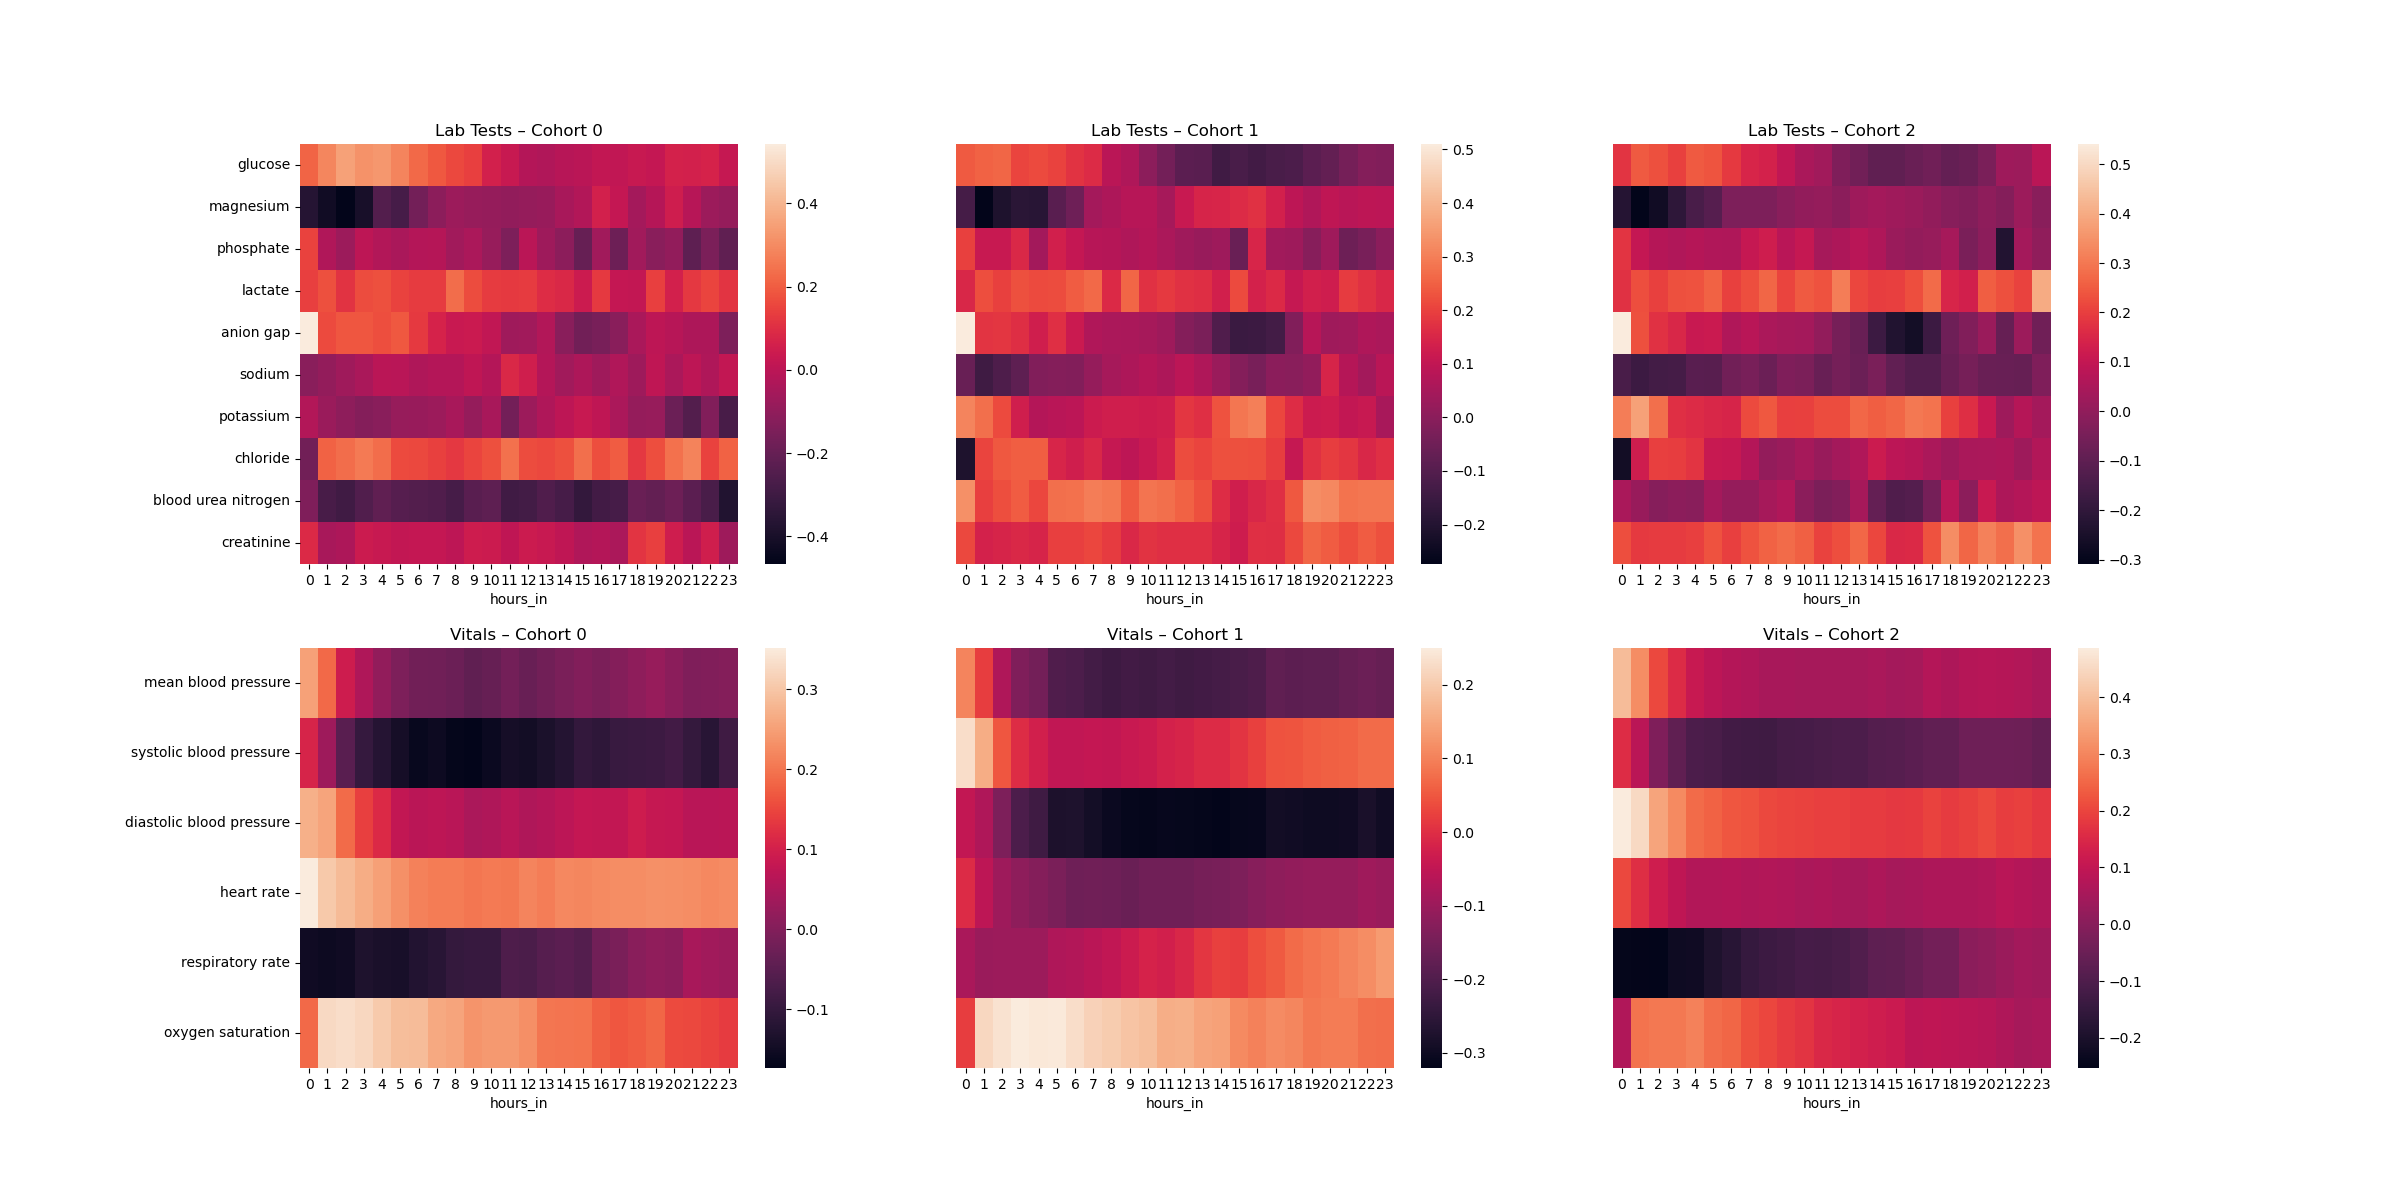 Lab Tests – Cohort 0
glucose
magnesium
phosphate
lactate
anion gap
sodium
potassium
chloride
blood urea nitrogen
creatinine
0 1 2 3 4 5 6 7 8 9 10 11 12 13 14 15 16 17 18 19 20 21 22 23
hours_in
0.4
0.2
0.0
−0.2
−0.4
Lab Tests – Cohort 1
0 1 2 3 4 5 6 7 8 9 10 11 12 13 14 15 16 17 18 19 20 21 22 23
hours_in
0.5
0.4
0.3
0.2
0.1
0.0
−0.1
−0.2
Lab Tests – Cohort 2
0 1 2 3 4 5 6 7 8 9 10 11 12 13 14 15 16 17 18 19 20 21 22 23
hours_in
0.5
0.4
0.3
0.2
0.1
0.0
−0.1
−0.2
−0.3
Vitals – Cohort 0
mean blood pressure
systolic blood pressure
diastolic blood pressure
heart rate
respiratory rate
oxygen saturation
0 1 2 3 4 5 6 7 8 9 10 11 12 13 14 15 16 17 18 19 20 21 22 23
hours_in
0.3
0.2
0.1
0.0
−0.1
Vitals – Cohort 1
0 1 2 3 4 5 6 7 8 9 10 11 12 13 14 15 16 17 18 19 20 21 22 23
hours_in
0.2
0.1
0.0
−0.1
−0.2
−0.3
Vitals – Cohort 2
0 1 2 3 4 5 6 7 8 9 10 11 12 13 14 15 16 17 18 19 20 21 22 23
hours_in
0.4
0.3
0.2
0.1
0.0
−0.1
−0.2